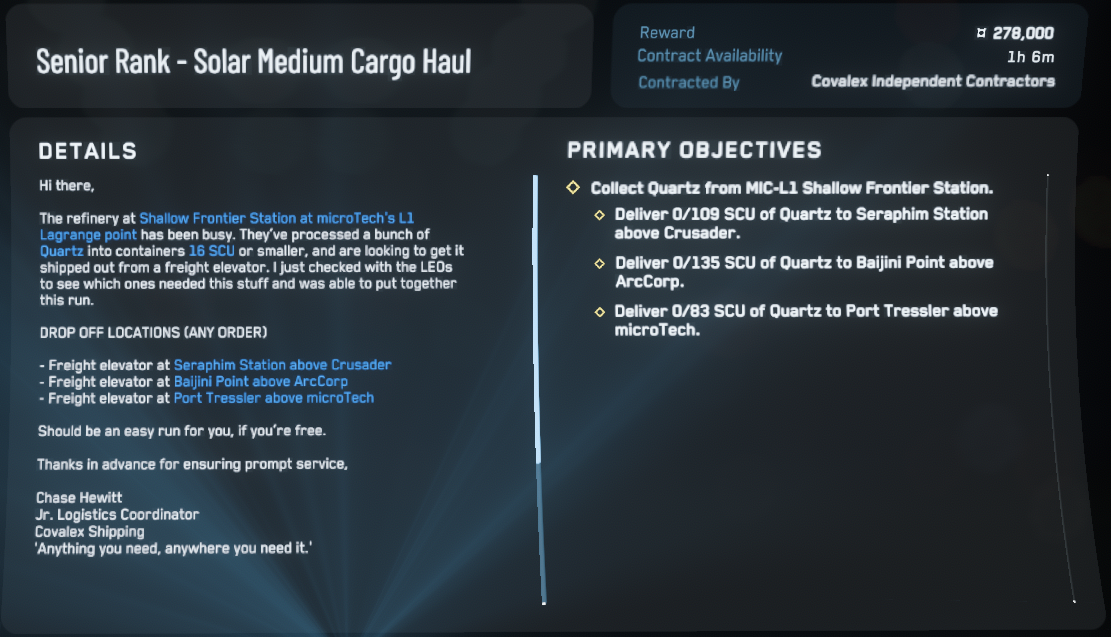 Senior Rank - Solar Medium Cargo Haul
Reward ¤ 278,000
Contract Availability 1h 6m
Contracted By Covalex Independent Contractors
DETAILS
Hi there,
The refinery at Shallow Frontier Station at microTech's L1
Lagrange point has been busy. They've processed a bunch of
Quartz into containers 16 SCU or smaller, and are looking to get it
shipped out from a freight elevator. I just checked with the LEOs
to see which ones needed this stuff and was able to put together
this run.
DROP OFF LOCATIONS (ANY ORDER)
- Freight elevator at Seraphim Station above Crusader
- Freight elevator at Baijini Point above ArcCorp
- Freight elevator at Port Tressler above microTech
Should be an easy run for you, if you're free.
Thanks in advance for ensuring prompt service,
Chase Hewitt
Jr. Logistics Coordinator
Covalex Shipping
'Anything you need, anywhere you need it.'
PRIMARY OBJECTIVES
Collect Quartz from MIC-L1 Shallow Frontier Station.
Deliver 0/109 SCU of Quartz to Seraphim Station
above Crusader.
Deliver 0/135 SCU of Quartz to Baijini Point above
ArcCorp.
Deliver 0/83 SCU of Quartz to Port Tressler above
microTech.